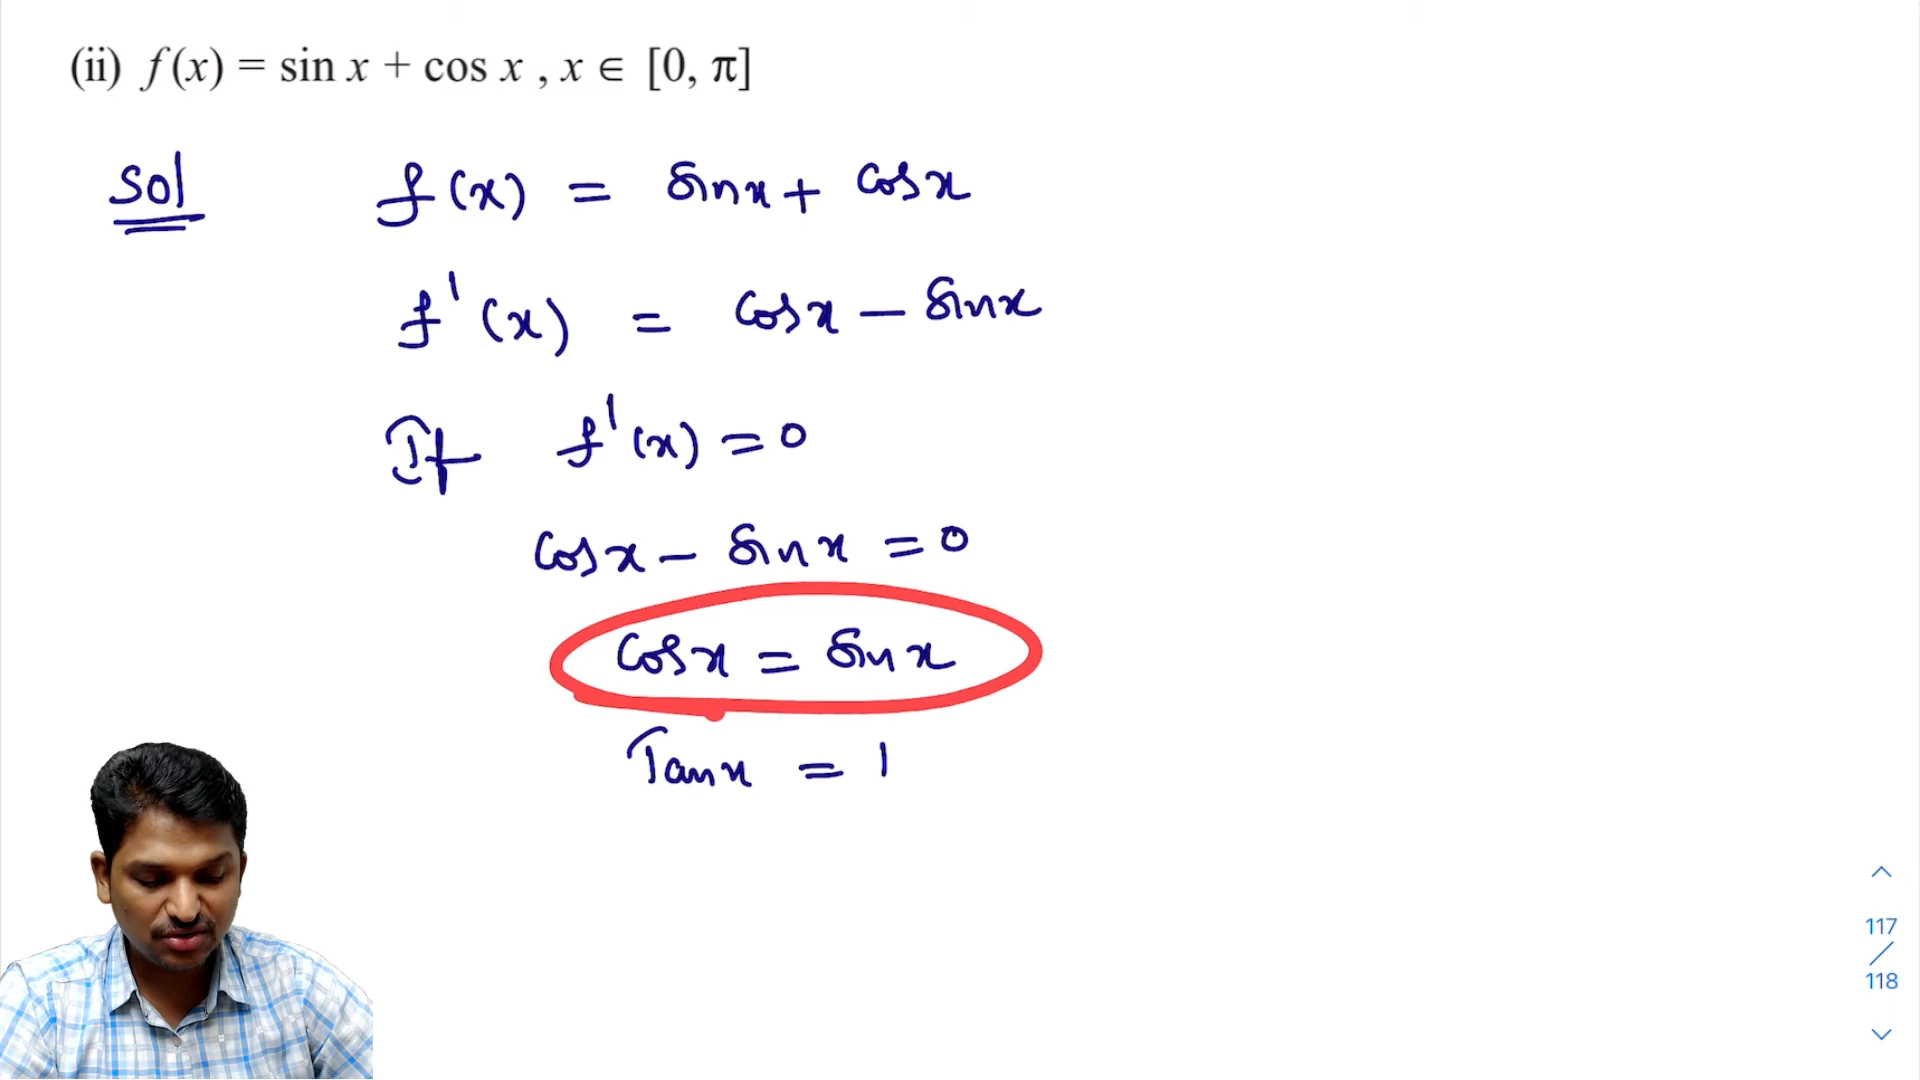 (ii) f(x) = sin x + cos x , x ∈ [0, π]
Sol f(x) = Sinx + Cosx
f'(x) = Cosx − Sinx
If f'(x) = 0
Cosx − Sinx = 0
Cosx = Sinx
Tanx = 1
117
/
118